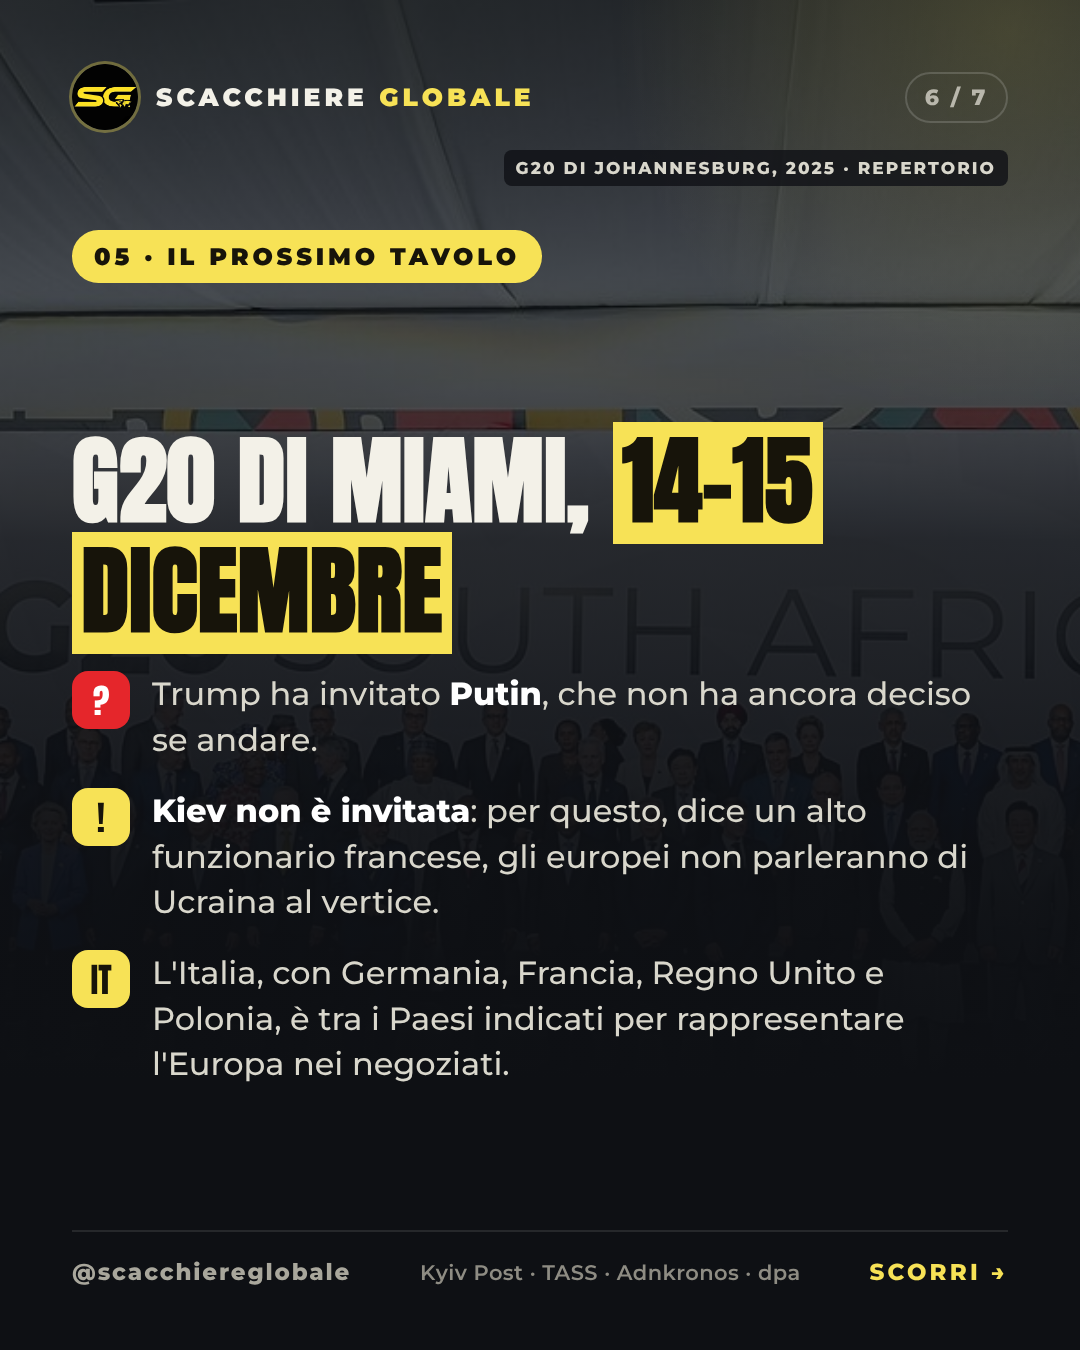 SG
SCACCHIERE GLOBALE
6 / 7
G20 DI JOHANNESBURG, 2025 · REPERTORIO
05 · IL PROSSIMO TAVOLO
G20 DI MIAMI, 14-15
DICEMBRE
G20 SOUTH AFRIC
?
Trump ha invitato Putin, che non ha ancora deciso
se andare.
!
Kiev non è invitata: per questo, dice un alto
funzionario francese, gli europei non parleranno di
Ucraina al vertice.
IT
L'Italia, con Germania, Francia, Regno Unito e
Polonia, è tra i Paesi indicati per rappresentare
l'Europa nei negoziati.
@scacchiereglobale
Kyiv Post · TASS · Adnkronos · dpa
SCORRI →